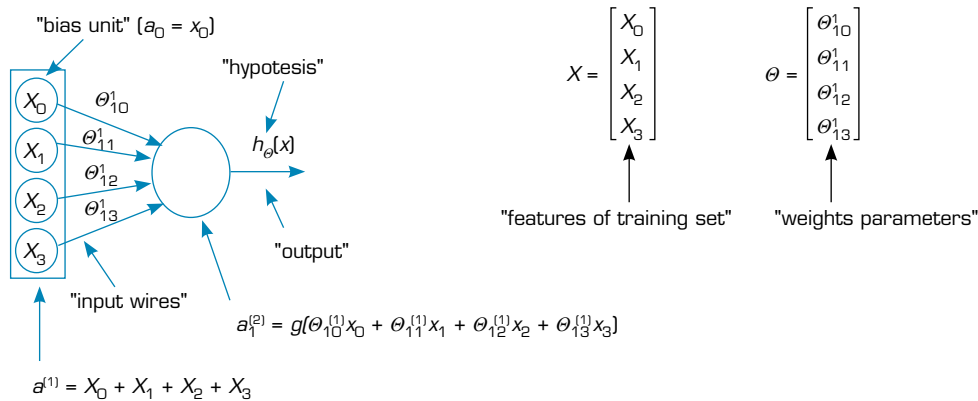 "bias unit" (a₀ = x₀)
"hypotesis"
X₀
X₁
X₂
X₃
Θ¹₁₀
Θ¹₁₁
Θ¹₁₂
Θ¹₁₃
h_Θ(x)
"output"
"input wires"
a₁⁽²⁾ = g(Θ₁₀⁽¹⁾x₀ + Θ₁₁⁽¹⁾x₁ + Θ₁₂⁽¹⁾x₂ + Θ₁₃⁽¹⁾x₃)
a⁽¹⁾ = X₀ + X₁ + X₂ + X₃
X =
X₀
X₁
X₂
X₃
"features of training set"
Θ =
Θ¹₁₀
Θ¹₁₁
Θ¹₁₂
Θ¹₁₃
"weights parameters"